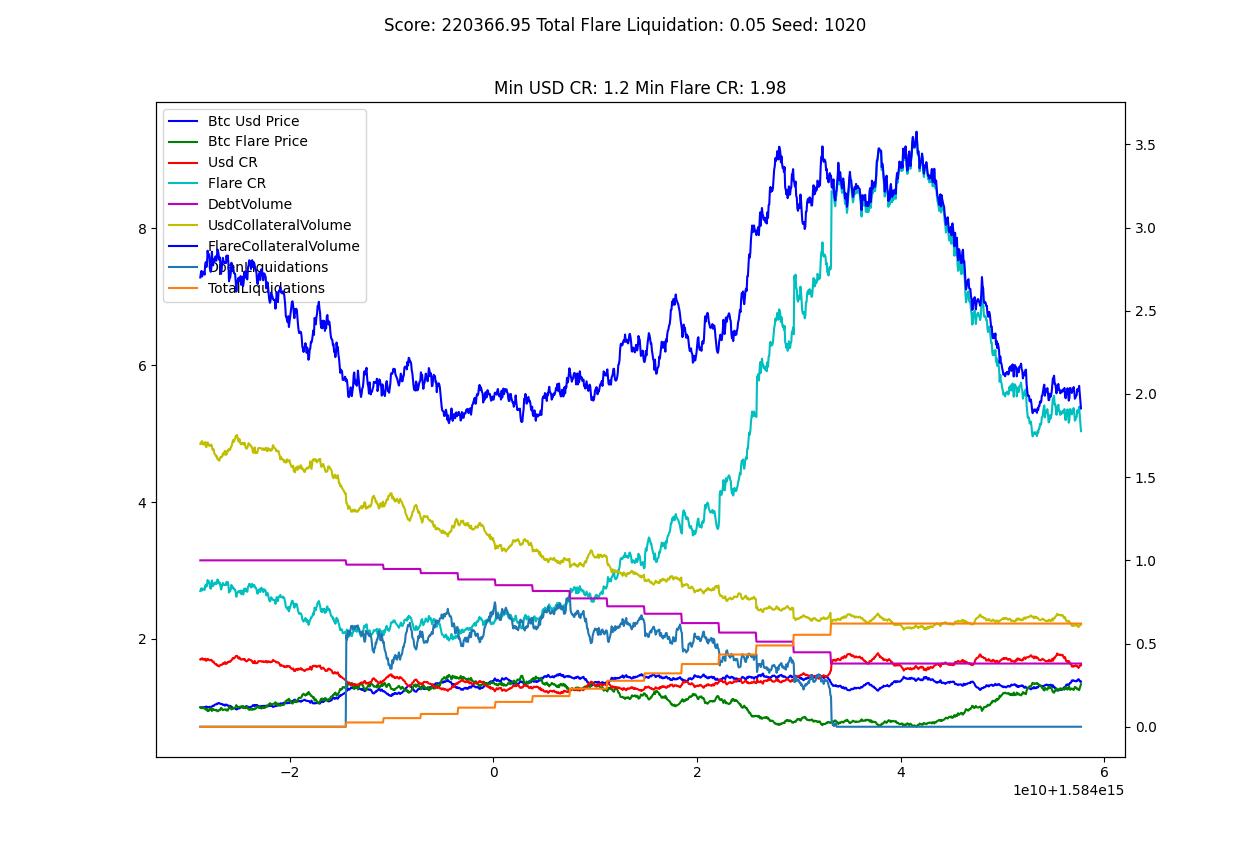 Score: 220366.95 Total Flare Liquidation: 0.05 Seed: 1020
Min USD CR: 1.2 Min Flare CR: 1.98
Btc Usd Price
Btc Flare Price
Usd CR
Flare CR
DebtVolume
UsdCollateralVolume
FlareCollateralVolume
OpenLiquidations
TotalLiquidations
8
6
4
2
3.5
3.0
2.5
2.0
1.5
1.0
0.5
0.0
−2 0 2 4 6
1e10+1.584e15